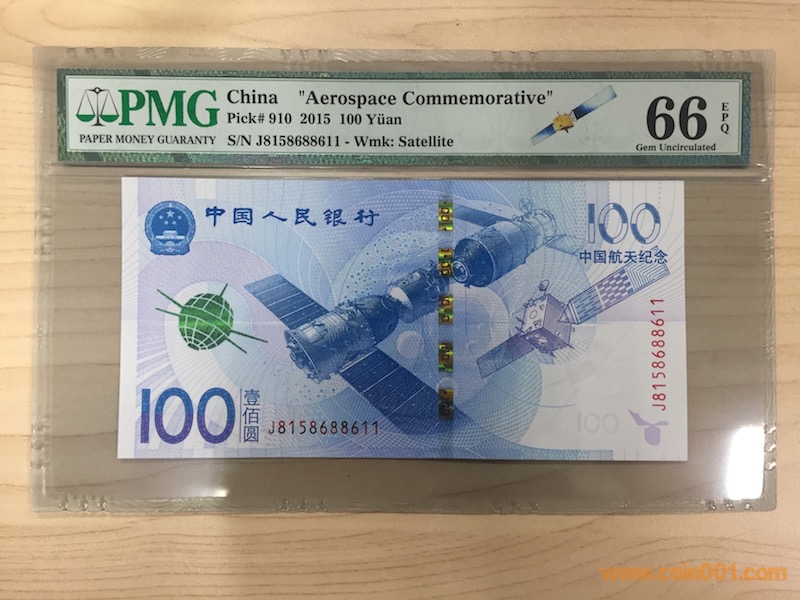 PMG
PAPER MONEY GUARANTY
China "Aerospace Commemorative"
Pick# 910 2015 100 Yüan
S/N J8158688611 - Wmk: Satellite
66
EPQ
Gem Uncirculated
中国人民银行
100
中国航天纪念
100
壹佰圆
J8158688611
J8158688611
100
www.coin001.com